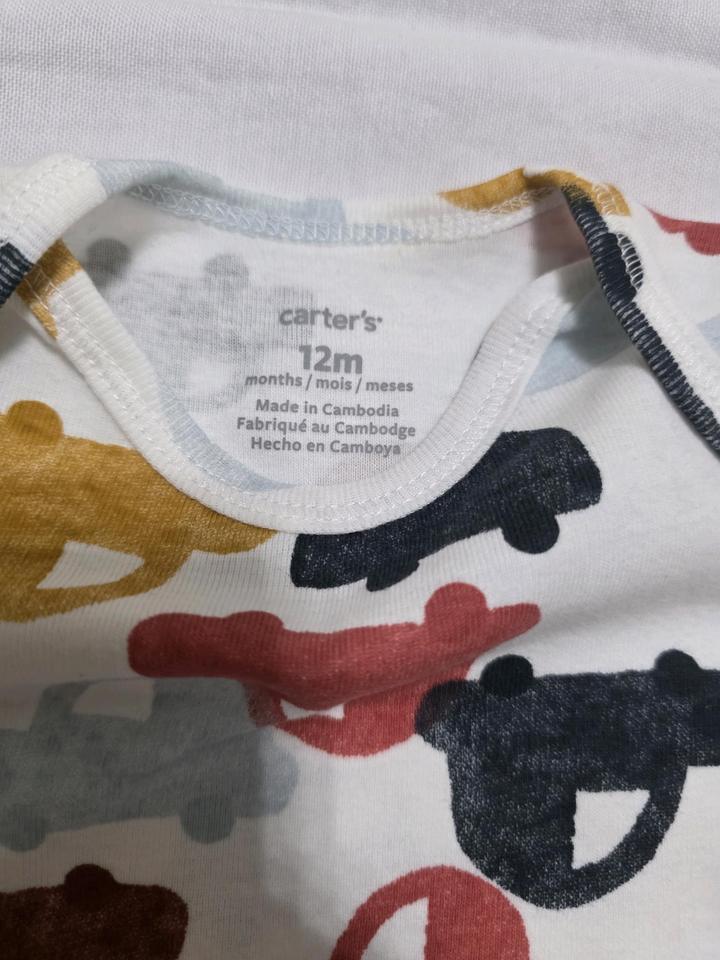 carter's
12m
months / mois / meses
Made in Cambodia
Fabriqué au Cambodge
Hecho en Camboya